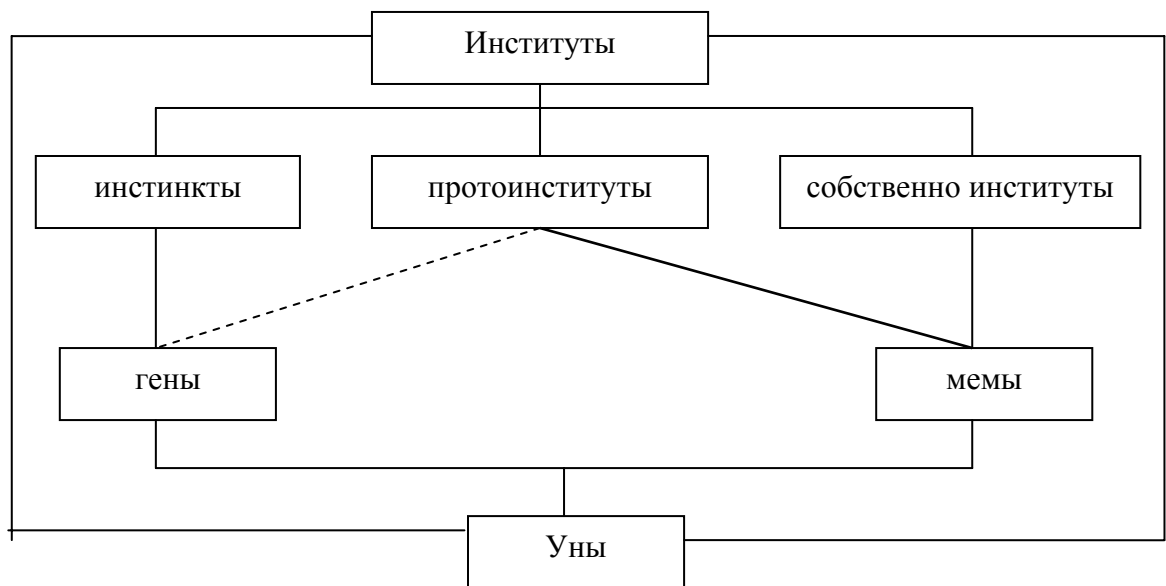 Институты
инстинкты
протоинституты
собственно институты
гены
мемы
Уны